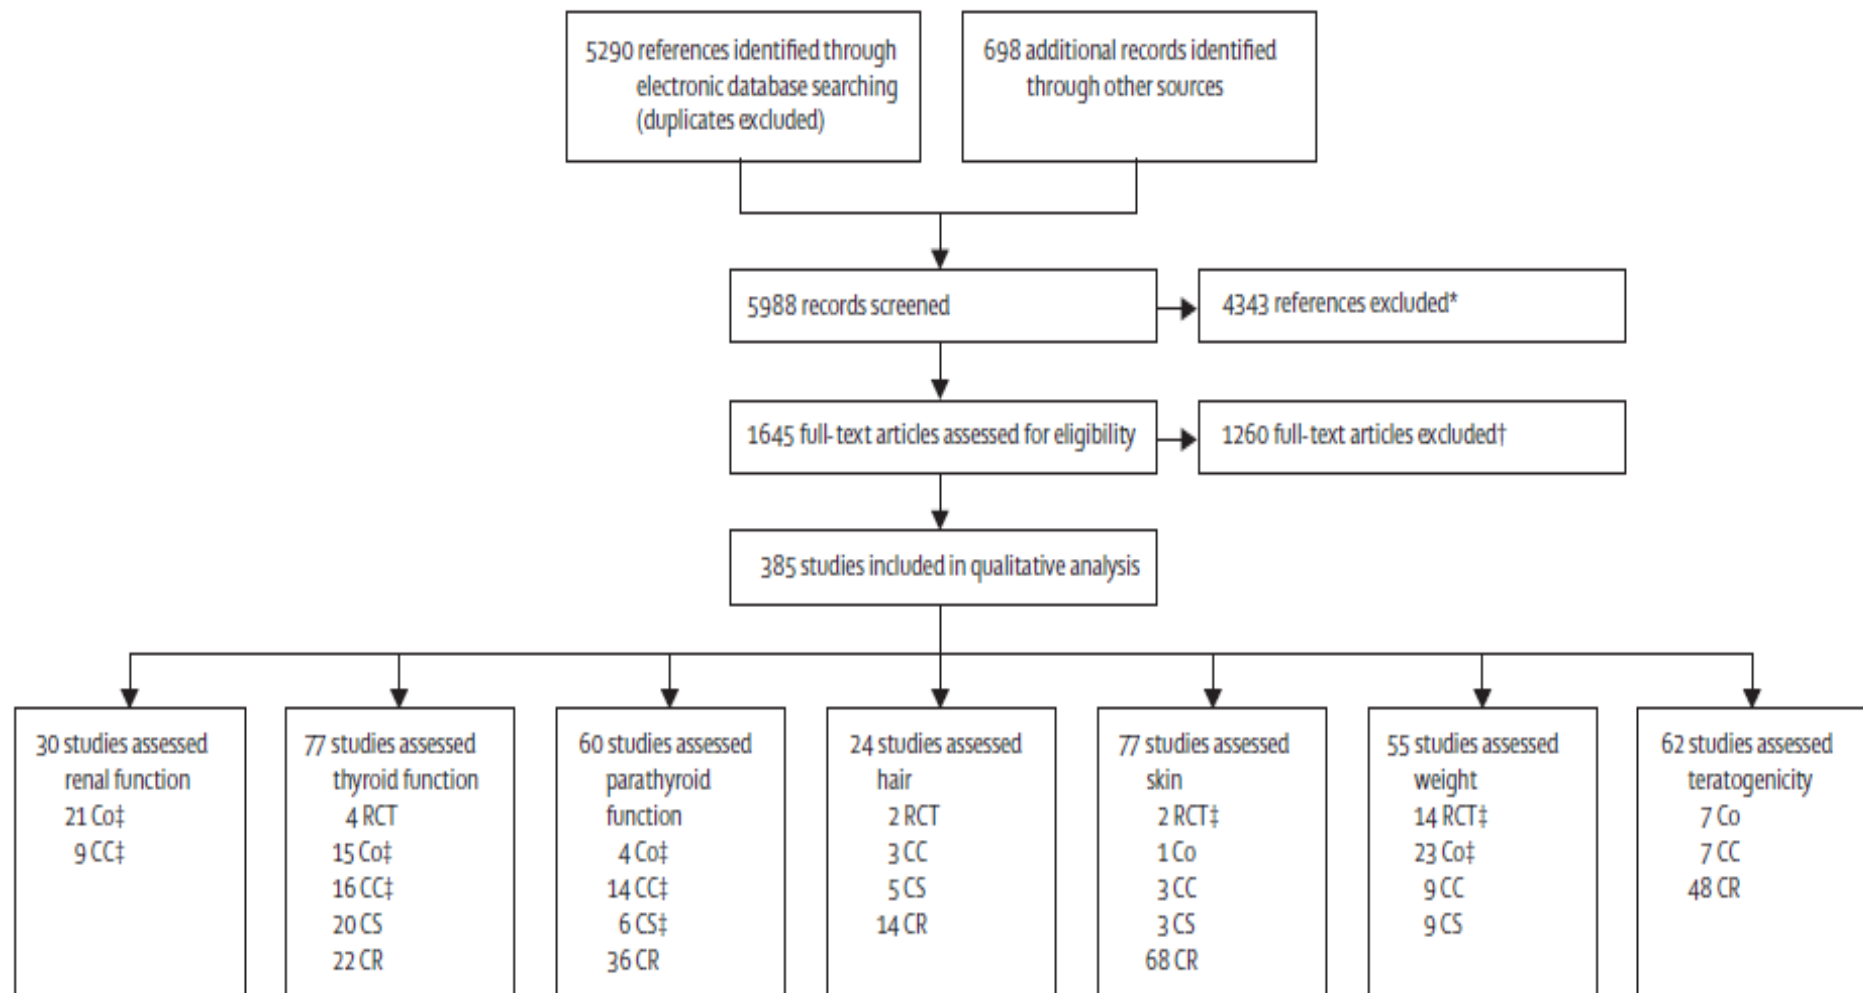 5290 references identified through
electronic database searching
(duplicates excluded)
698 additional records identified
through other sources
5988 records screened
4343 references excluded*
1645 full-text articles assessed for eligibility
1260 full-text articles excluded†
385 studies included in qualitative analysis
30 studies assessed
renal function
21 Co‡
9 CC‡
77 studies assessed
thyroid function
4 RCT
15 Co‡
16 CC‡
20 CS
22 CR
60 studies assessed
parathyroid
function
4 Co‡
14 CC‡
6 CS‡
36 CR
24 studies assessed
hair
2 RCT
3 CC
5 CS
14 CR
77 studies assessed
skin
2 RCT‡
1 Co
3 CC
3 CS
68 CR
55 studies assessed
weight
14 RCT‡
23 Co‡
9 CC
9 CS
62 studies assessed
teratogenicity
7 Co
7 CC
48 CR